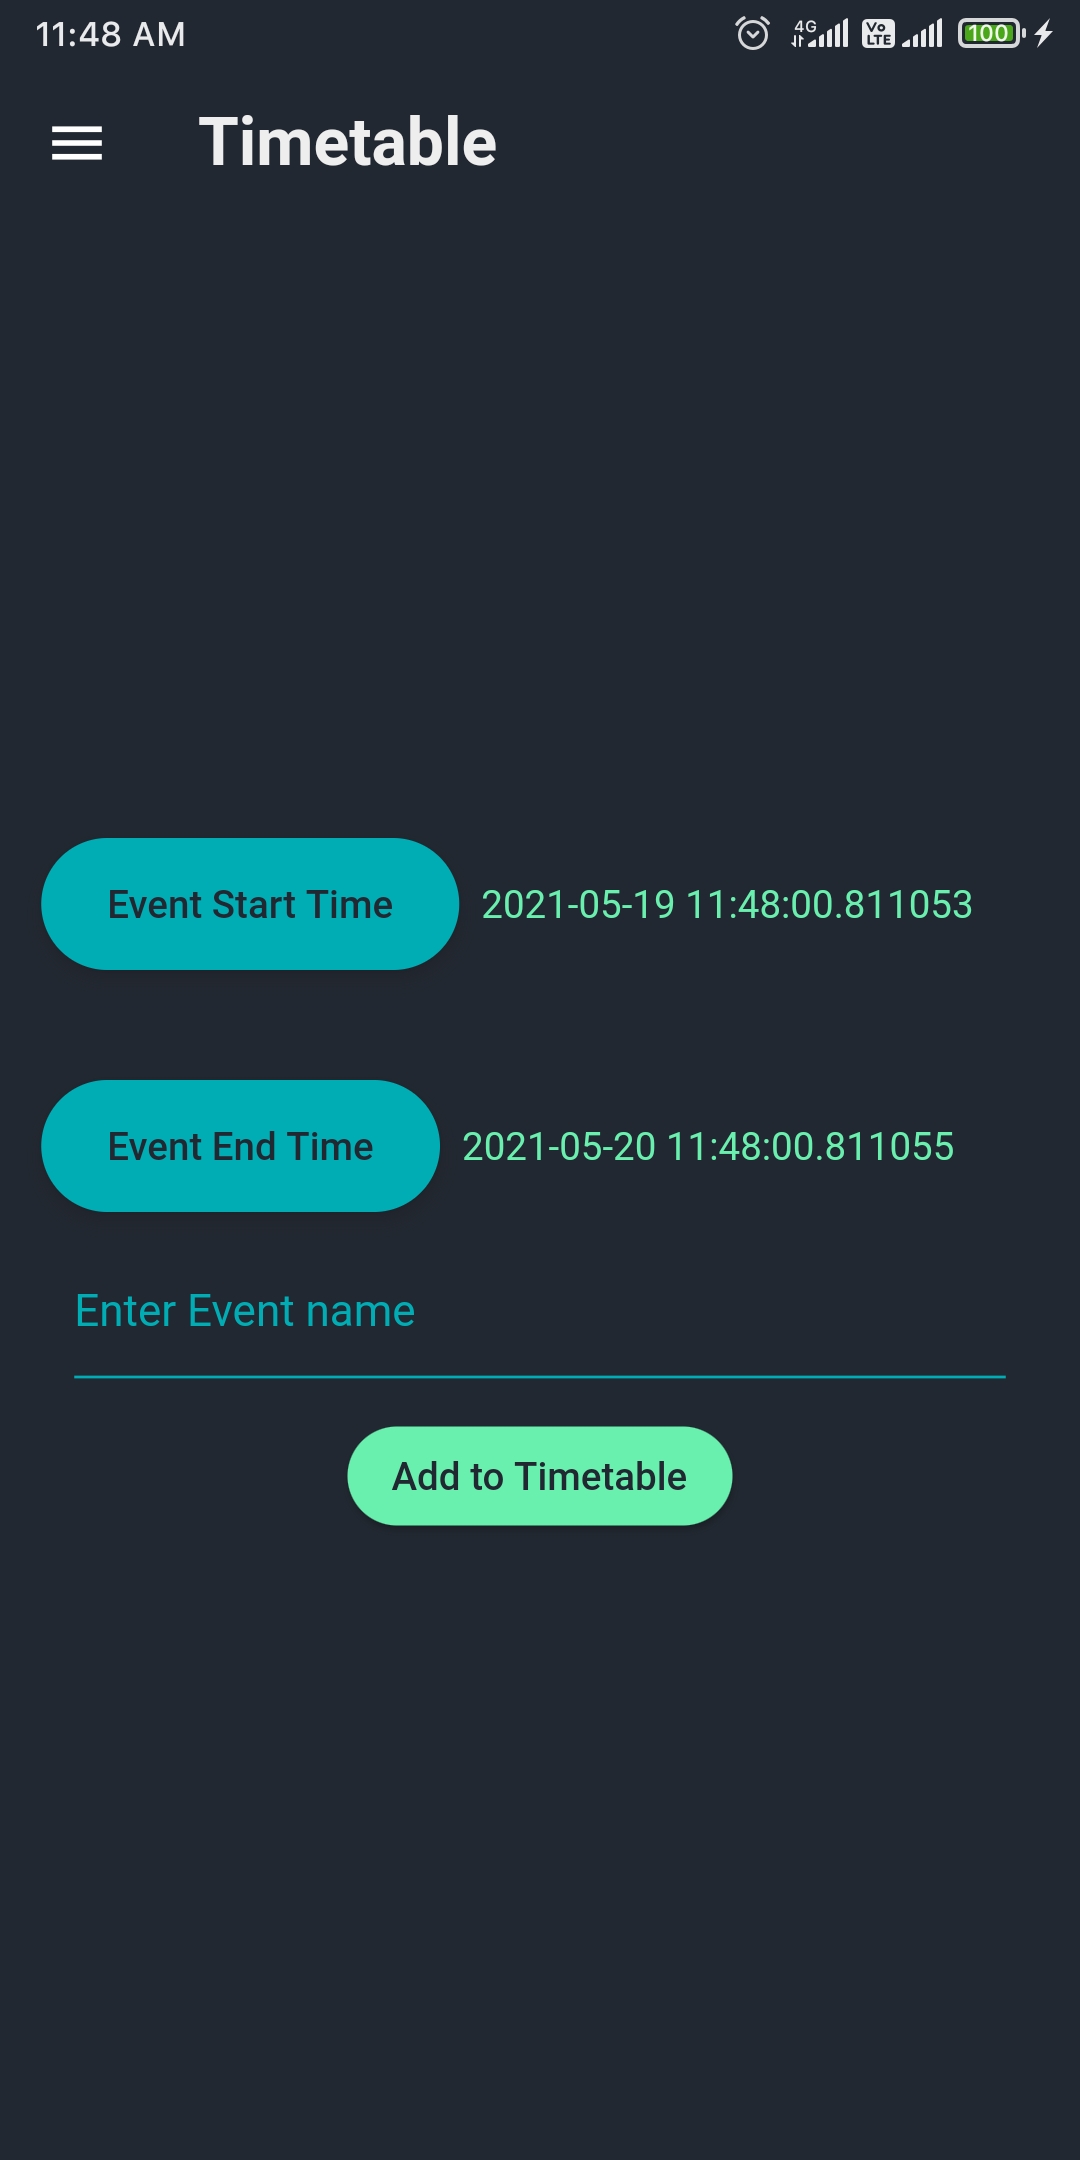 11:48 AM 4G Vo LTE 100
Timetable
Event Start Time 2021-05-19 11:48:00.811053
Event End Time 2021-05-20 11:48:00.811055
Enter Event name
Add to Timetable